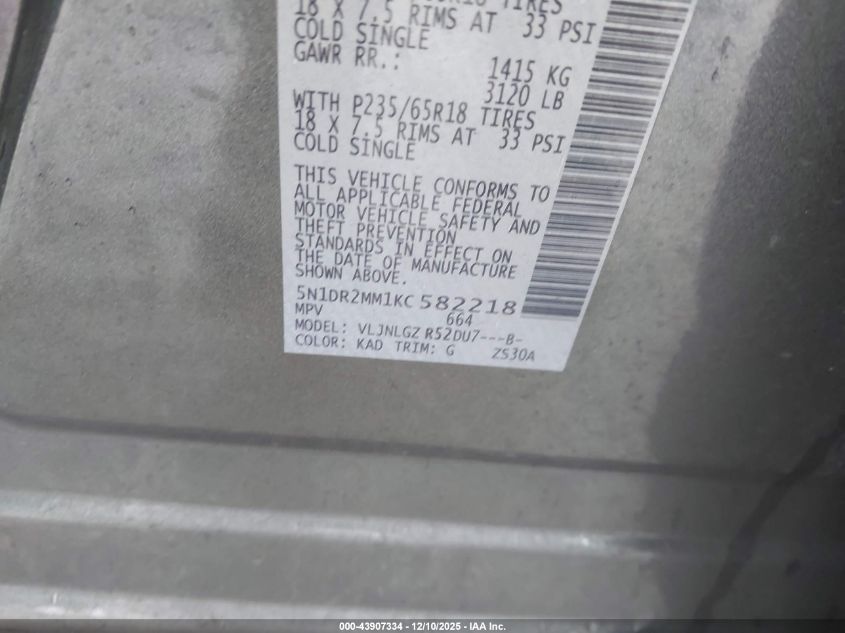 TIRES
18 X 7.5 RIMS AT 33 PSI
COLD SINGLE
GAWR RR.: 1415 KG
3120 LB
WITH P235/65R18 TIRES
18 X 7.5 RIMS AT 33 PSI
COLD SINGLE
THIS VEHICLE CONFORMS TO
ALL APPLICABLE FEDERAL
MOTOR VEHICLE SAFETY AND
THEFT PREVENTION
STANDARDS IN EFFECT ON
THE DATE OF MANUFACTURE
SHOWN ABOVE.
5N1DR2MM1KC582218
MPV 664
MODEL: VLJNLGZ R52DU7---B-
COLOR: KAD TRIM: G ZS30A
000-43907334 - 12/10/2025 - IAA Inc.